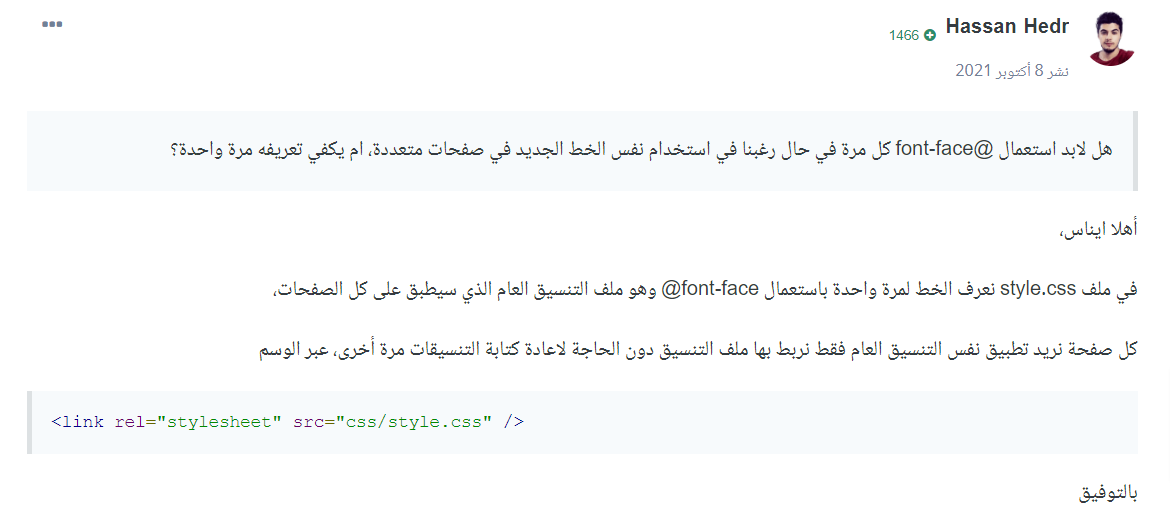 Hassan Hedr
1466
نشر 8 أكتوبر 2021
هل لابد استعمال @font-face كل مرة في حال رغبنا في استخدام نفس الخط الجديد في صفحات متعددة، ام يكفي تعريفه مرة واحدة؟
أهلا ايناس،
في ملف style.css نعرف الخط لمرة واحدة باستعمال font-face@ وهو ملف التنسيق العام الذي سيطبق على كل الصفحات،
كل صفحة نريد تطبيق نفس التنسيق العام فقط نربط بها ملف التنسيق دون الحاجة لاعادة كتابة التنسيقات مرة أخرى، عبر الوسم
<link rel="stylesheet" src="css/style.css" />
بالتوفيق